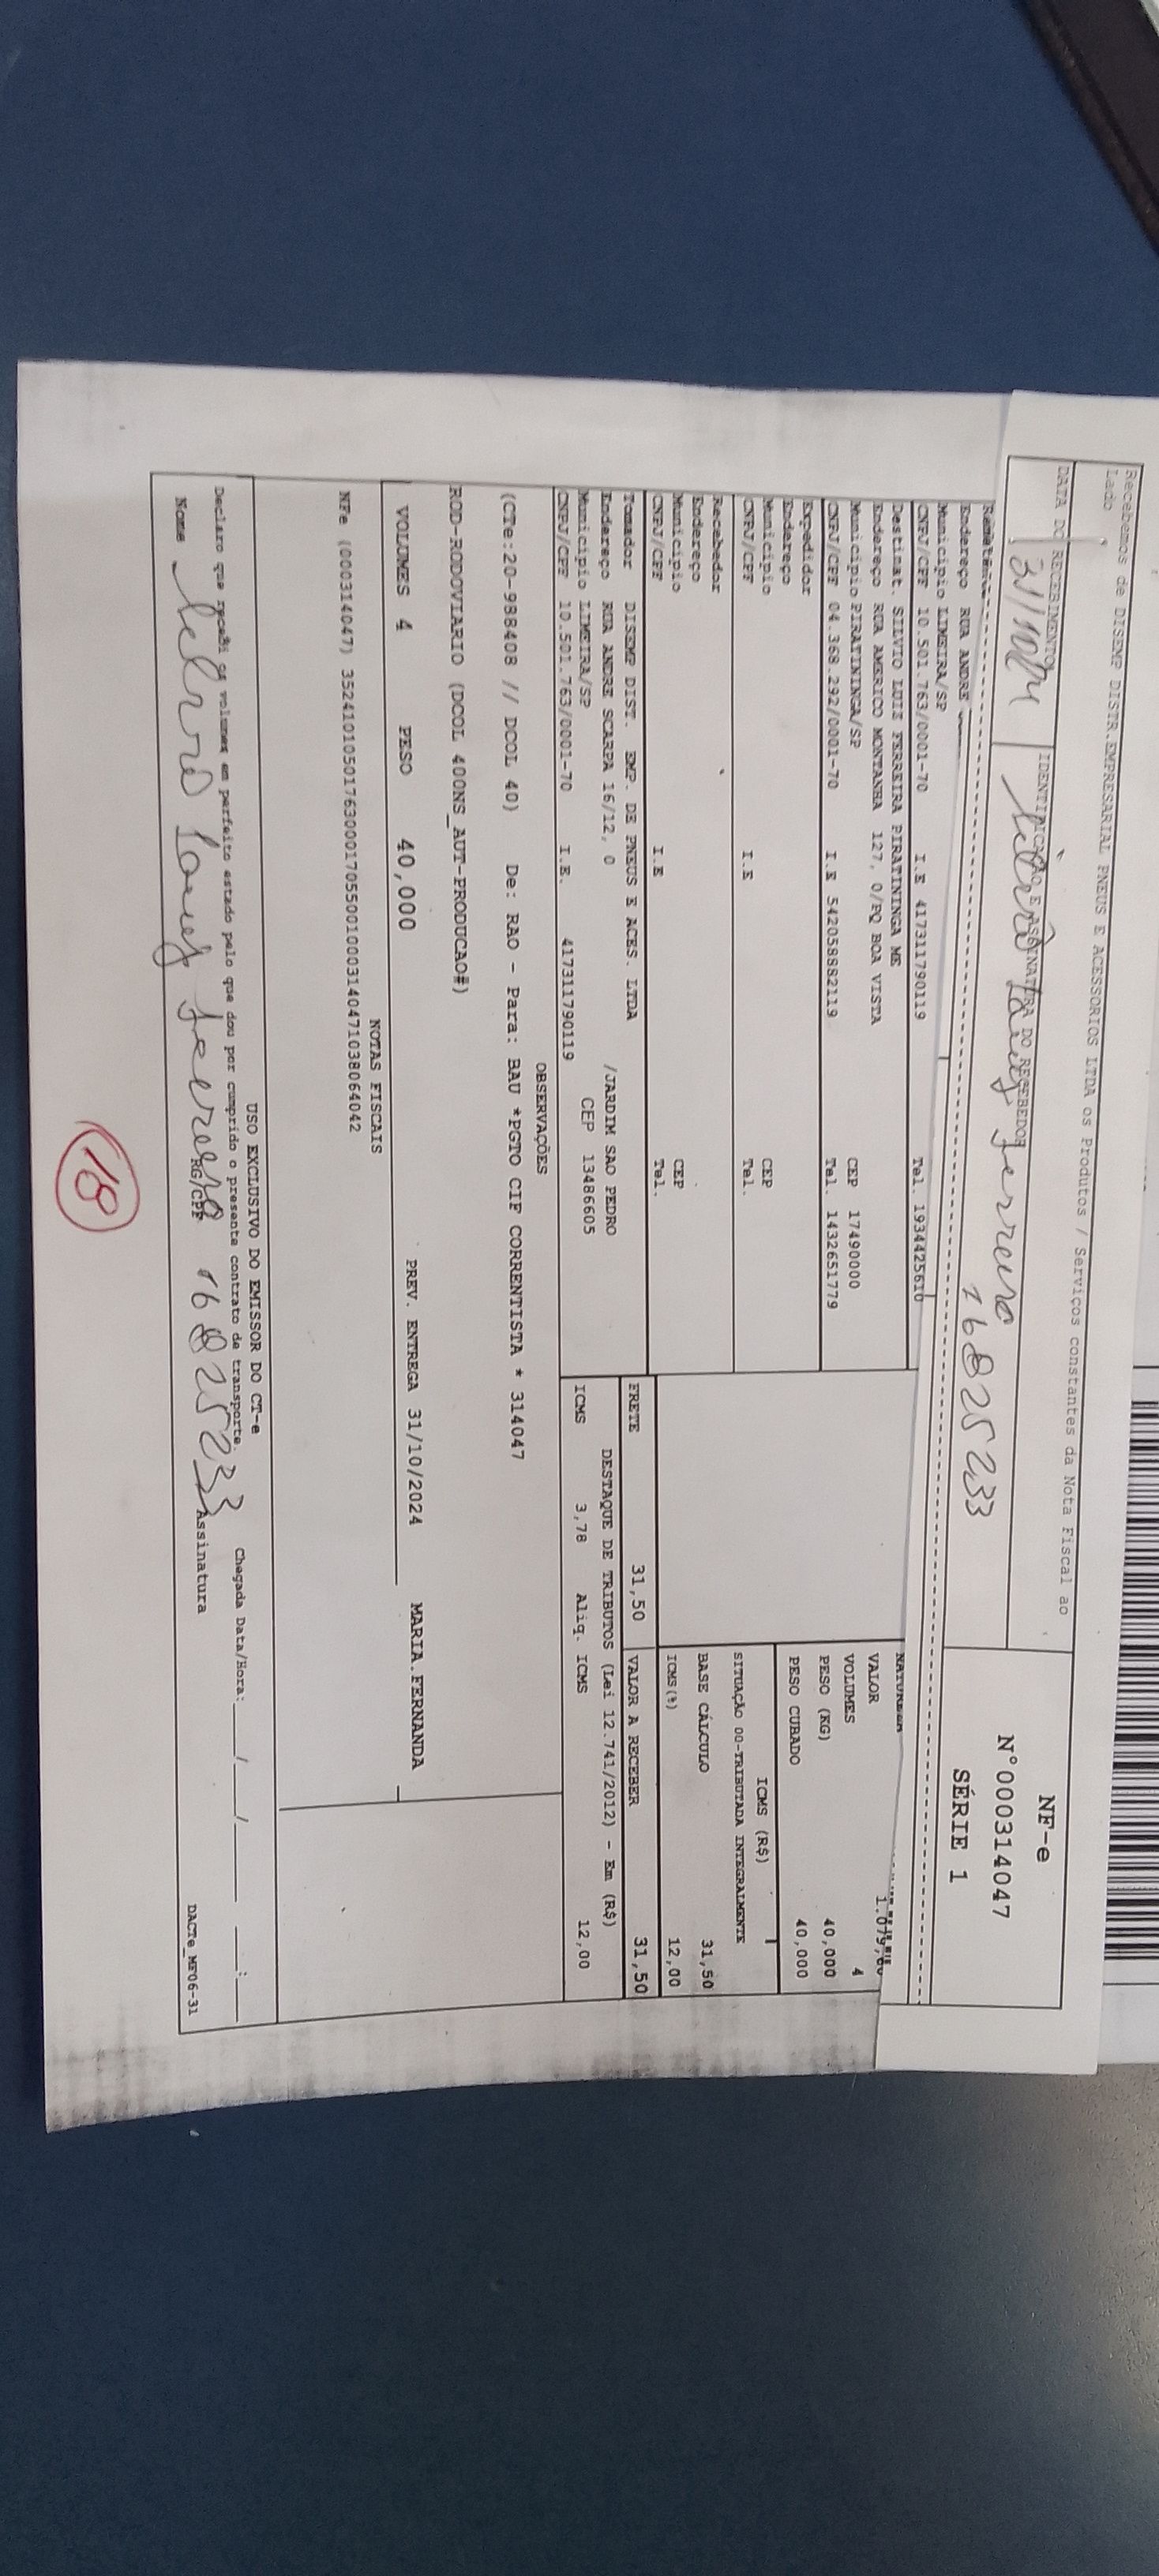 Recebemos de DISEMP DISTR.EMPRESARIAL PNEUS E ACESSORIOS LTDA os Produtos / Serviços constantes da Nota Fiscal ao
Lado
DATA DO RECEBIMENTO
IDENTIFICAÇÃO E ASSINATURA DO RECEBEDOR
NF-e
N°000314047
SÉRIE 1
31/10/24
Ferreira
16825233
Endereço RUA ANDRE
Município LIMEIRA/SP
CNPJ/CPF 10.501.763/0001-70 I.E 417311790119 Tel. 1934425610
Destinat. SILVIO LUIS FERREIRA PIRATININGA ME
Endereço RUA AMERICO MONTANHA 127, 0/PQ BOA VISTA
Município PIRATININGA/SP CEP 17490000
CNPJ/CPF 04.368.292/0001-70 I.E 542058882119 Tel. 1432651779
Expedidor
Endereço
Município CEP
CNPJ/CPF I.E Tel.
Recebedor
Endereço
Município CEP
CNPJ/CPF I.E Tel.
NATUREZA
VALOR
VOLUMES 4
PESO (KG) 40,000
PESO CUBADO 40,000
ICMS (R$)
SITUAÇÃO 00-TRIBUTADA INTEGRALMENTE
BASE CÁLCULO 31,50
ICMS(%) 12,00
Tomador DISEMP DIST. EMP. DE PNEUS E ACES. LTDA
Endereço RUA ANDRE SCARPA 16/12, 0 /JARDIM SAO PEDRO
Município LIMEIRA/SP CEP 13486605
CNPJ/CPF 10.501.763/0001-70 I.E. 417311790119
FRETE 31,50 VALOR A RECEBER 31,50
DESTAQUE DE TRIBUTOS (Lei 12.741/2012) - Em (R$)
ICMS 3,78 Aliq. ICMS 12,00
OBSERVAÇÕES
(CTe:20-988408 // DCOL 40) De: RAO - Para: BAU *PGTO CIF CORRENTISTA * 314047
ROD-RODOVIARIO (DCOL 400NS_AUT-PRODUCAO#)
VOLUMES 4 PESO 40,000 PREV. ENTREGA 31/10/2024 MARIA.FERNANDA
NOTAS FISCAIS
NFe (000314047) 35241010501763000170550010003140471038064042
USO EXCLUSIVO DO EMISSOR DO CT-e
Declaro que recebi os volumes em perfeito estado pelo que dou por cumprido o presente contrato de transporte. Chegada Data/Hora: ___/___/_____ ___:___
Nome Ferreira RG/CPF 16825233 Assinatura
DACTe_MF06-31
18